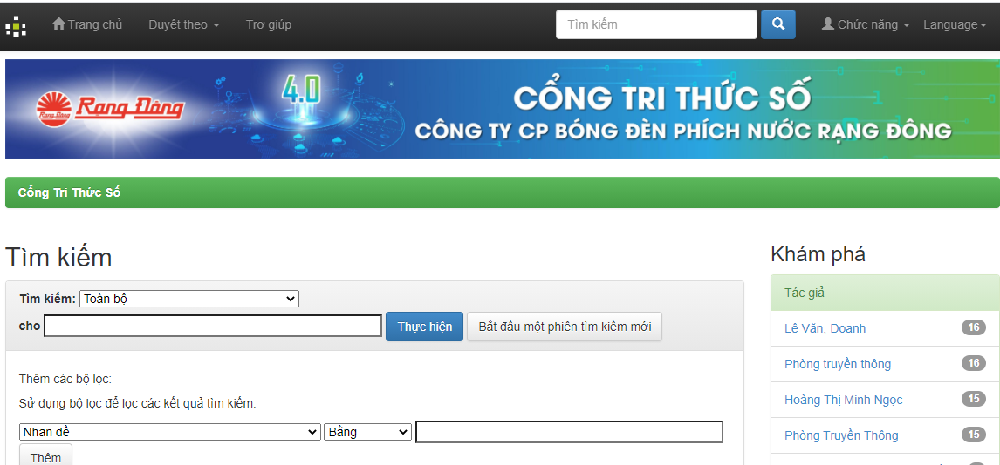 Trang chủ Duyệt theo Trợ giúp Tìm kiếm Chức năng Language
Rạng Đông
Rạng Đông
4.0
CỔNG TRI THỨC SỐ
CÔNG TY CP BÓNG ĐÈN PHÍCH NƯỚC RẠNG ĐÔNG
Cổng Tri Thức Số
Tìm kiếm
Tìm kiếm: Toàn bộ
cho Thực hiện Bắt đầu một phiên tìm kiếm mới
Thêm các bộ lọc:
Sử dụng bộ lọc để lọc các kết quả tìm kiếm.
Nhan đề Bằng
Thêm
Khám phá
Tác giả
Lê Văn, Doanh 16
Phòng truyền thông 16
Hoàng Thị Minh Ngọc 15
Phòng Truyền Thông 15